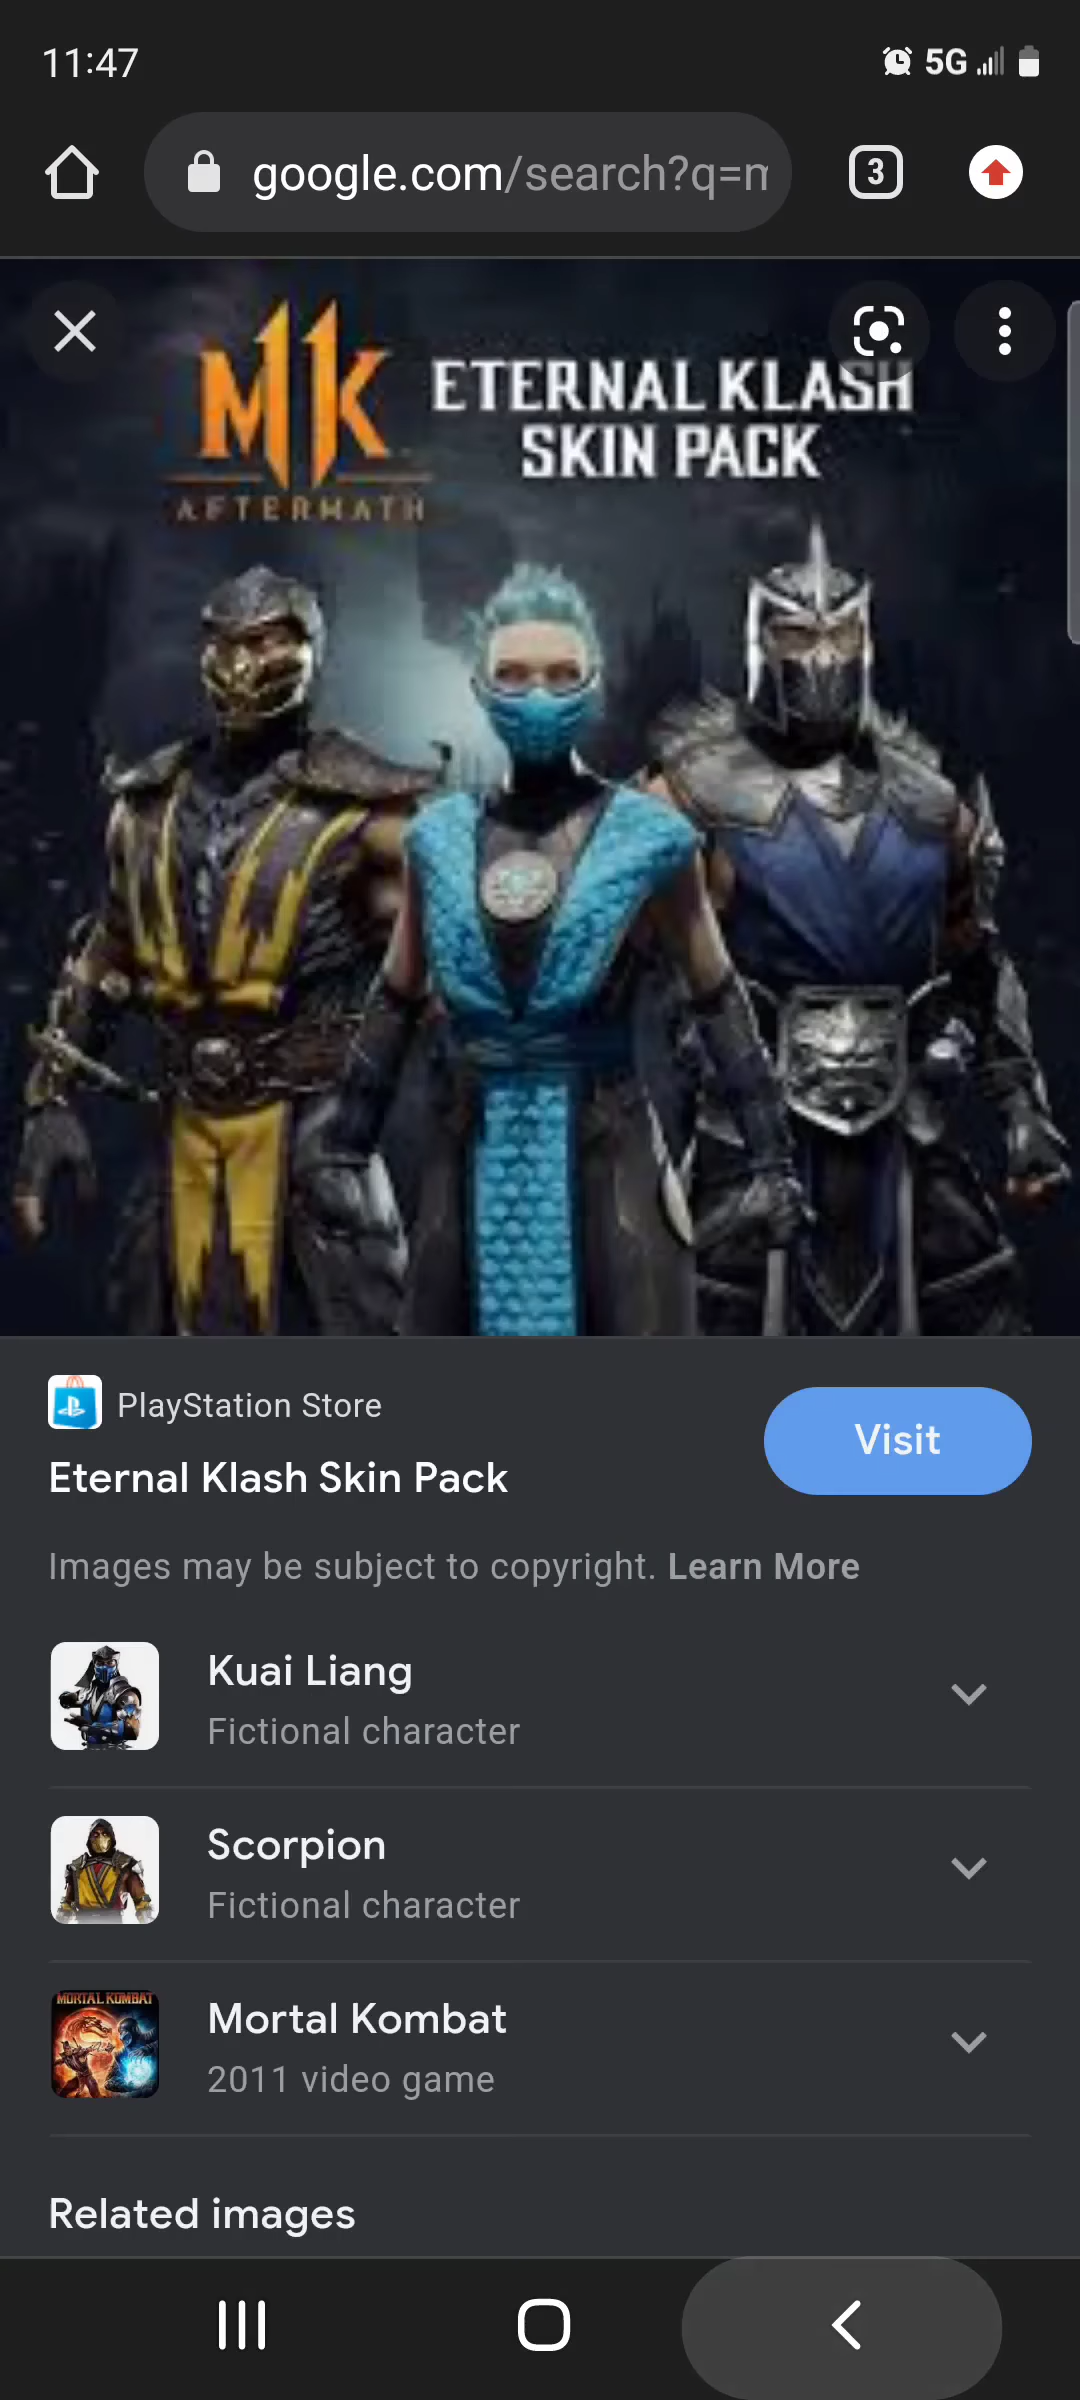 11:47
5G
google.com/search?q=m
3
MK
ETERNAL KLASH
SKIN PACK
AFTERMATH
PlayStation Store
Visit
Eternal Klash Skin Pack
Images may be subject to copyright. Learn More
Kuai Liang
Fictional character
Scorpion
Fictional character
MORTAL KOMBAT
Mortal Kombat
2011 video game
Related images